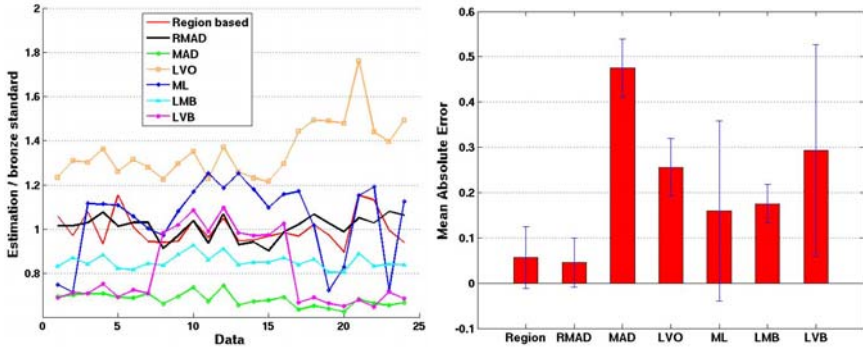 2
1.8
1.6
1.4
1.2
1
0.8
Estimation / bronze standard
Region based
RMAD
MAD
LVO
ML
LMB
LVB
0
5
10
15
20
25
Data
0.6
0.5
0.4
0.3
0.2
0.1
0
-0.1
Mean Absolute Error
Region
RMAD
MAD
LVO
ML
LMB
LVB